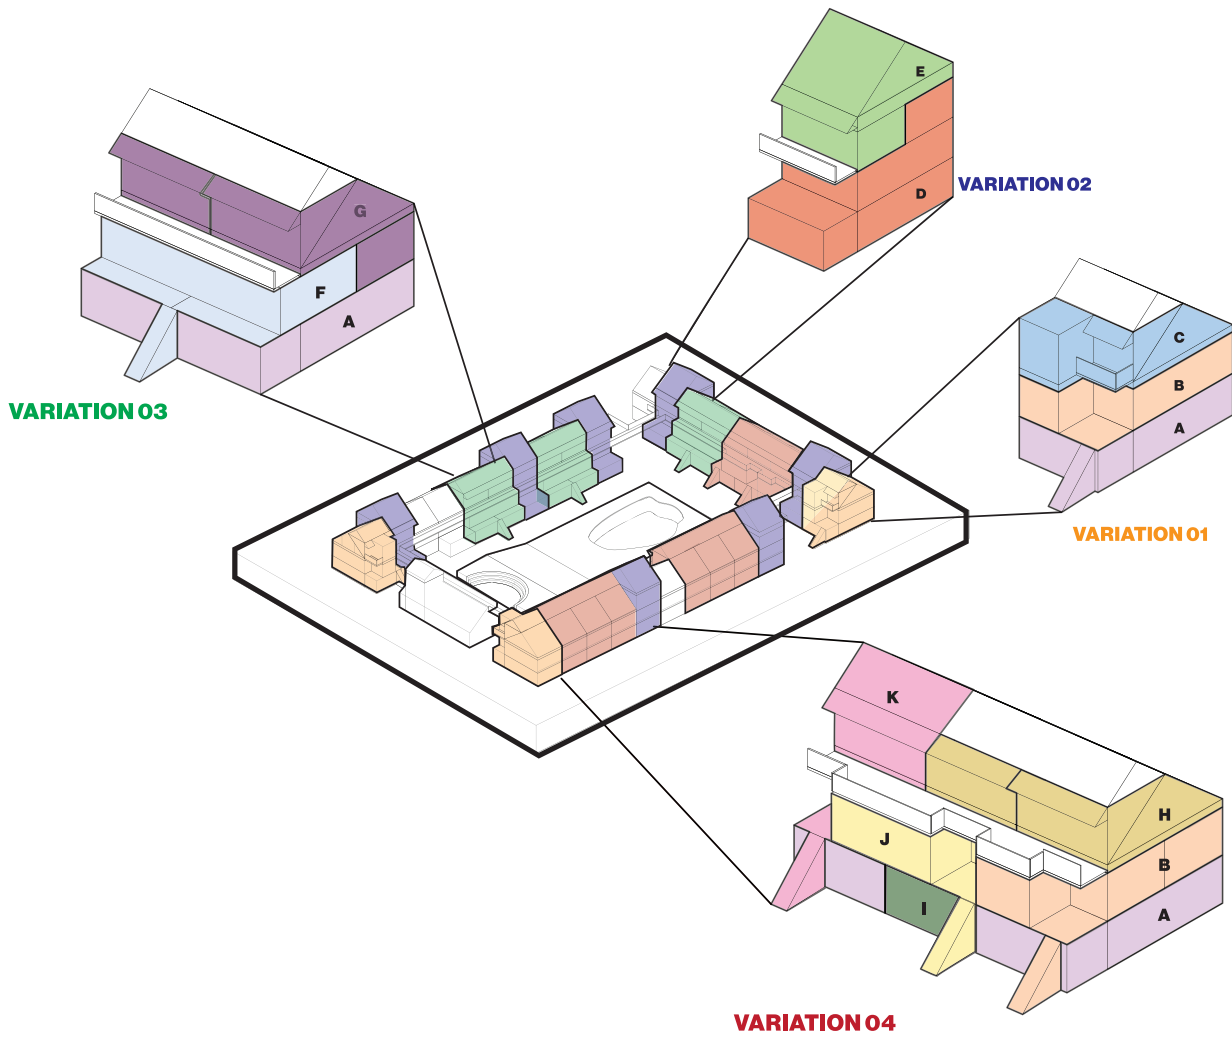 E
D
VARIATION 02
G
F
A
VARIATION 03
C
B
A
VARIATION 01
K
H
J
B
I
A
VARIATION 04